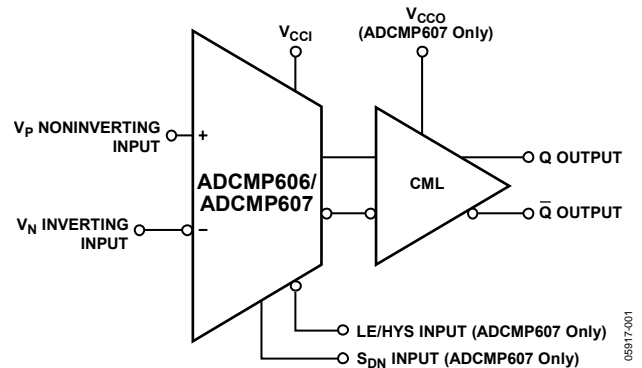 VCCI
VCCO
(ADCMP607 Only)
VP NONINVERTING
INPUT
+
ADCMP606/
ADCMP607
CML
Q OUTPUT
VN INVERTING
INPUT
–
Q̅ OUTPUT
LE/HYS INPUT (ADCMP607 Only)
SDN INPUT (ADCMP607 Only)
05917-001